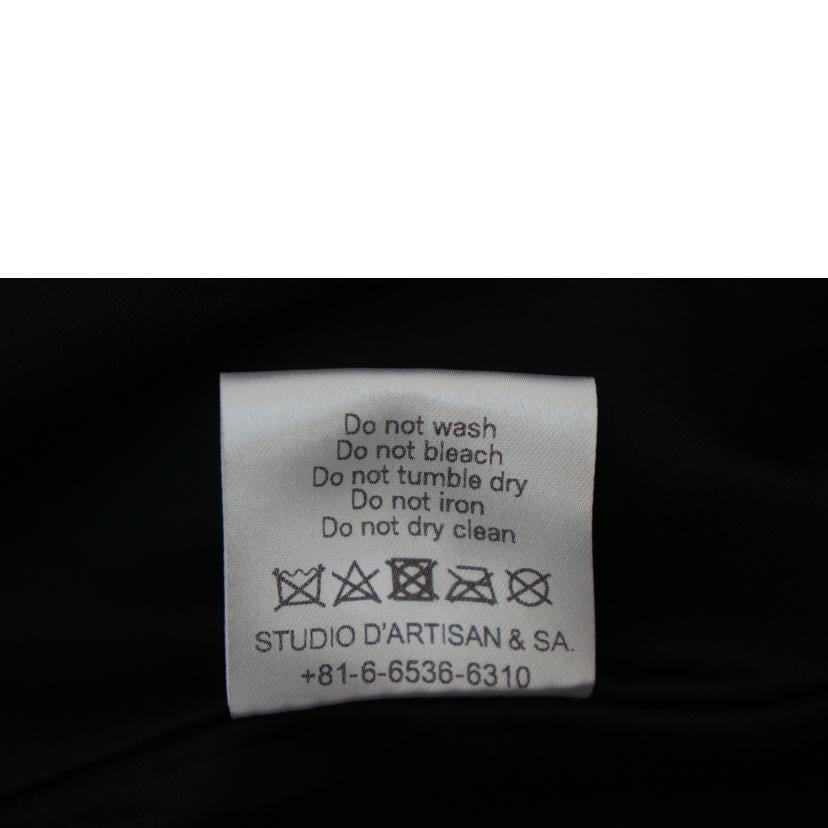 Do not wash
Do not bleach
Do not tumble dry
Do not iron
Do not dry clean
STUDIO D'ARTISAN & SA.
+81-6-6536-6310